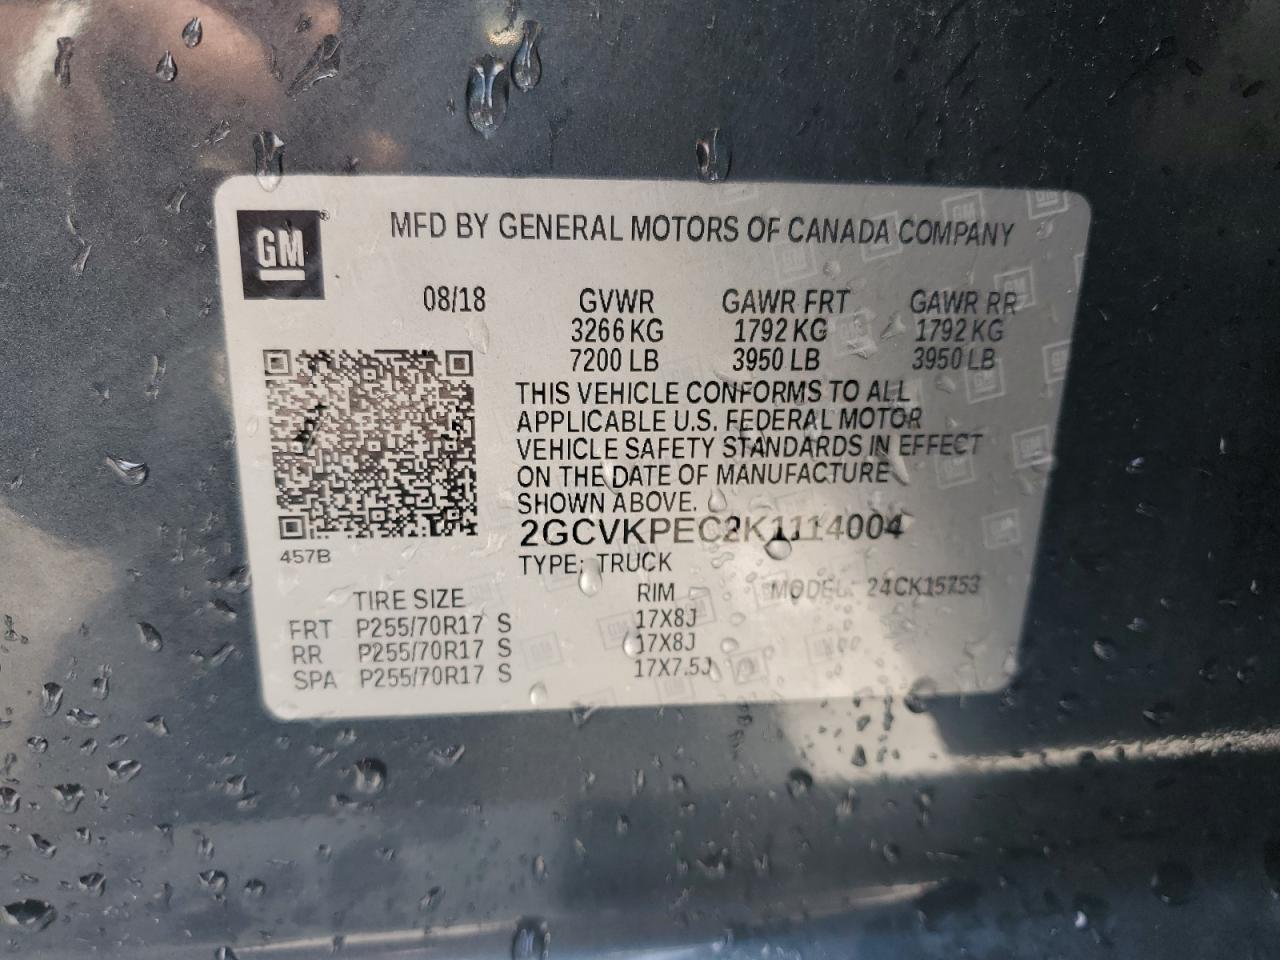 GM®
MFD BY GENERAL MOTORS OF CANADA COMPANY
08/18 GVWR GAWR FRT GAWR RR
3266 KG 1792 KG 1792 KG
7200 LB 3950 LB 3950 LB
THIS VEHICLE CONFORMS TO ALL
APPLICABLE U.S. FEDERAL MOTOR
VEHICLE SAFETY STANDARDS IN EFFECT
ON THE DATE OF MANUFACTURE
SHOWN ABOVE.
2GCVKPEC2K1114004
457B
TYPE: TRUCK
TIRE SIZE RIM MODEL: 24CK15753
FRT P255/70R17 S 17X8J
RR P255/70R17 S 17X8J
SPA P255/70R17 S 17X7.5J